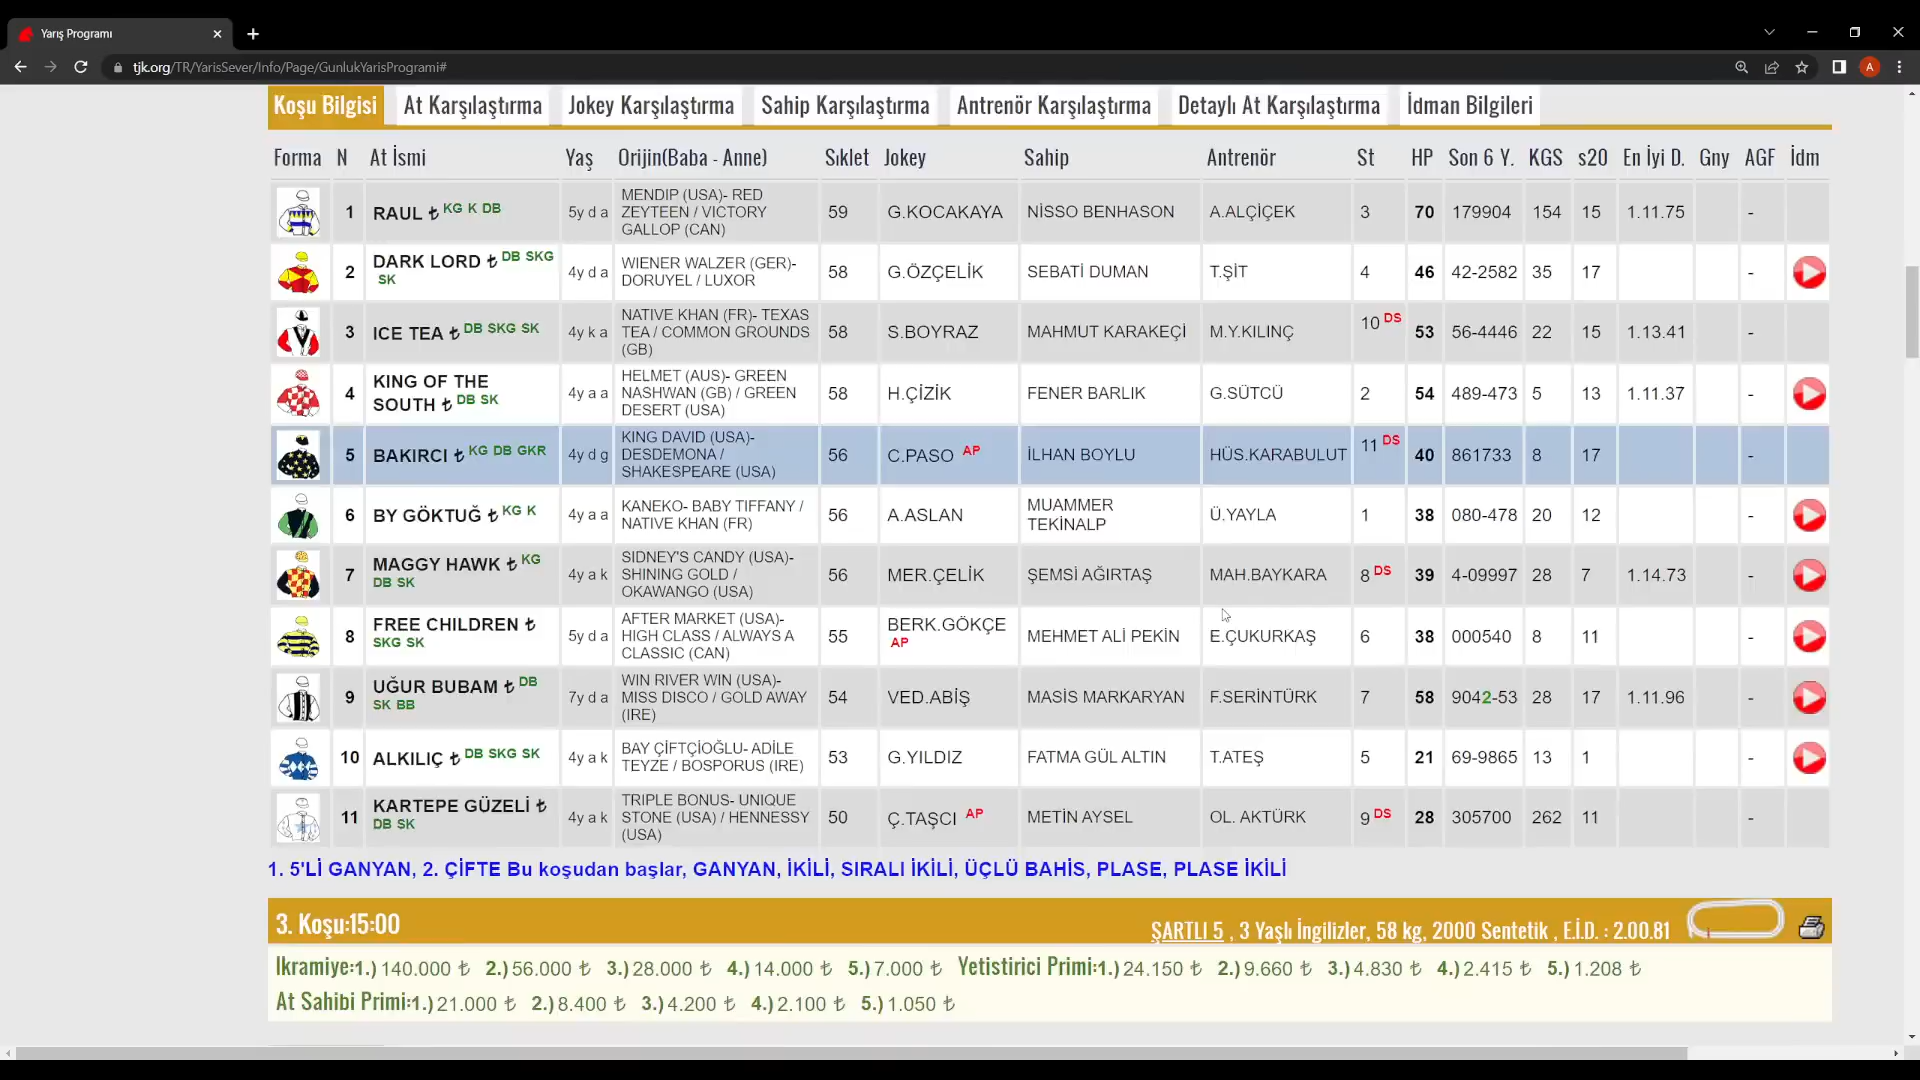 Yarış Programı
tjk.org/TR/YarisSever/Info/Page/GunlukYarisProgrami#
A
Koşu Bilgisi At Karşılaştırma Jokey Karşılaştırma Sahip Karşılaştırma Antrenör Karşılaştırma Detaylı At Karşılaştırma İdman Bilgileri
Forma N At İsmi Yaş Orijin(Baba - Anne) Sıklet Jokey Sahip Antrenör St HP Son 6 Y. KGS s20 En İyi D. Gny AGF İdm
1 RAUL ₺ KG K DB 5y d a MENDIP (USA)- RED ZEYTEEN / VICTORY GALLOP (CAN) 59 G.KOCAKAYA NİSSO BENHASON A.ALÇİÇEK 3 70 179904 154 15 1.11.75 -
2 DARK LORD ₺ DB SKG SK 4y d a WIENER WALZER (GER)- DORUYEL / LUXOR 58 G.ÖZÇELİK SEBATİ DUMAN T.ŞİT 4 46 42-2582 35 17 -
3 ICE TEA ₺ DB SKG SK 4y k a NATIVE KHAN (FR)- TEXAS TEA / COMMON GROUNDS (GB) 58 S.BOYRAZ MAHMUT KARAKEÇİ M.Y.KILINÇ 10 DS 53 56-4446 22 15 1.13.41 -
4 KING OF THE SOUTH ₺ DB SK 4y a a HELMET (AUS)- GREEN NASHWAN (GB) / GREEN DESERT (USA) 58 H.ÇİZİK FENER BARLIK G.SÜTCÜ 2 54 489-473 5 13 1.11.37 -
5 BAKIRCI ₺ KG DB GKR 4y d g KING DAVID (USA)- DESDEMONA / SHAKESPEARE (USA) 56 C.PASO AP İLHAN BOYLU HÜS.KARABULUT 11 DS 40 861733 8 17 -
6 BY GÖKTUĞ ₺ KG K 4y a a KANEKO- BABY TIFFANY / NATIVE KHAN (FR) 56 A.ASLAN MUAMMER TEKİNALP Ü.YAYLA 1 38 080-478 20 12 -
7 MAGGY HAWK ₺ KG DB SK 4y a k SIDNEY'S CANDY (USA)- SHINING GOLD / OKAWANGO (USA) 56 MER.ÇELİK ŞEMSİ AĞIRTAŞ MAH.BAYKARA 8 DS 39 4-09997 28 7 1.14.73 -
8 FREE CHILDREN ₺ SKG SK 5y d a AFTER MARKET (USA)- HIGH CLASS / ALWAYS A CLASSIC (CAN) 55 BERK.GÖKÇE AP MEHMET ALİ PEKİN E.ÇUKURKAŞ 6 38 000540 8 11 -
9 UĞUR BUBAM ₺ DB SK BB 7y d a WIN RIVER WIN (USA)- MISS DISCO / GOLD AWAY (IRE) 54 VED.ABİŞ MASİS MARKARYAN F.SERİNTÜRK 7 58 9042-53 28 17 1.11.96 -
10 ALKILIÇ ₺ DB SKG SK 4y a k BAY ÇİFTÇİOĞLU- ADİLE TEYZE / BOSPORUS (IRE) 53 G.YILDIZ FATMA GÜL ALTIN T.ATEŞ 5 21 69-9865 13 1 -
11 KARTEPE GÜZELİ ₺ DB SK 4y a k TRIPLE BONUS- UNIQUE STONE (USA) / HENNESSY (USA) 50 Ç.TAŞCI AP METİN AYSEL OL. AKTÜRK 9 DS 28 305700 262 11 -
1. 5'Lİ GANYAN, 2. ÇİFTE Bu koşudan başlar, GANYAN, İKİLİ, SIRALI İKİLİ, ÜÇLÜ BAHİS, PLASE, PLASE İKİLİ
3. Koşu:15:00 ŞARTLI 5 , 3 Yaşlı İngilizler, 58 kg, 2000 Sentetik , E.İ.D. : 2.00.81
Ikramiye:1.) 140.000 ₺ 2.) 56.000 ₺ 3.) 28.000 ₺ 4.) 14.000 ₺ 5.) 7.000 ₺ Yetistirici Primi:1.) 24.150 ₺ 2.) 9.660 ₺ 3.) 4.830 ₺ 4.) 2.415 ₺ 5.) 1.208 ₺
At Sahibi Primi:1.) 21.000 ₺ 2.) 8.400 ₺ 3.) 4.200 ₺ 4.) 2.100 ₺ 5.) 1.050 ₺